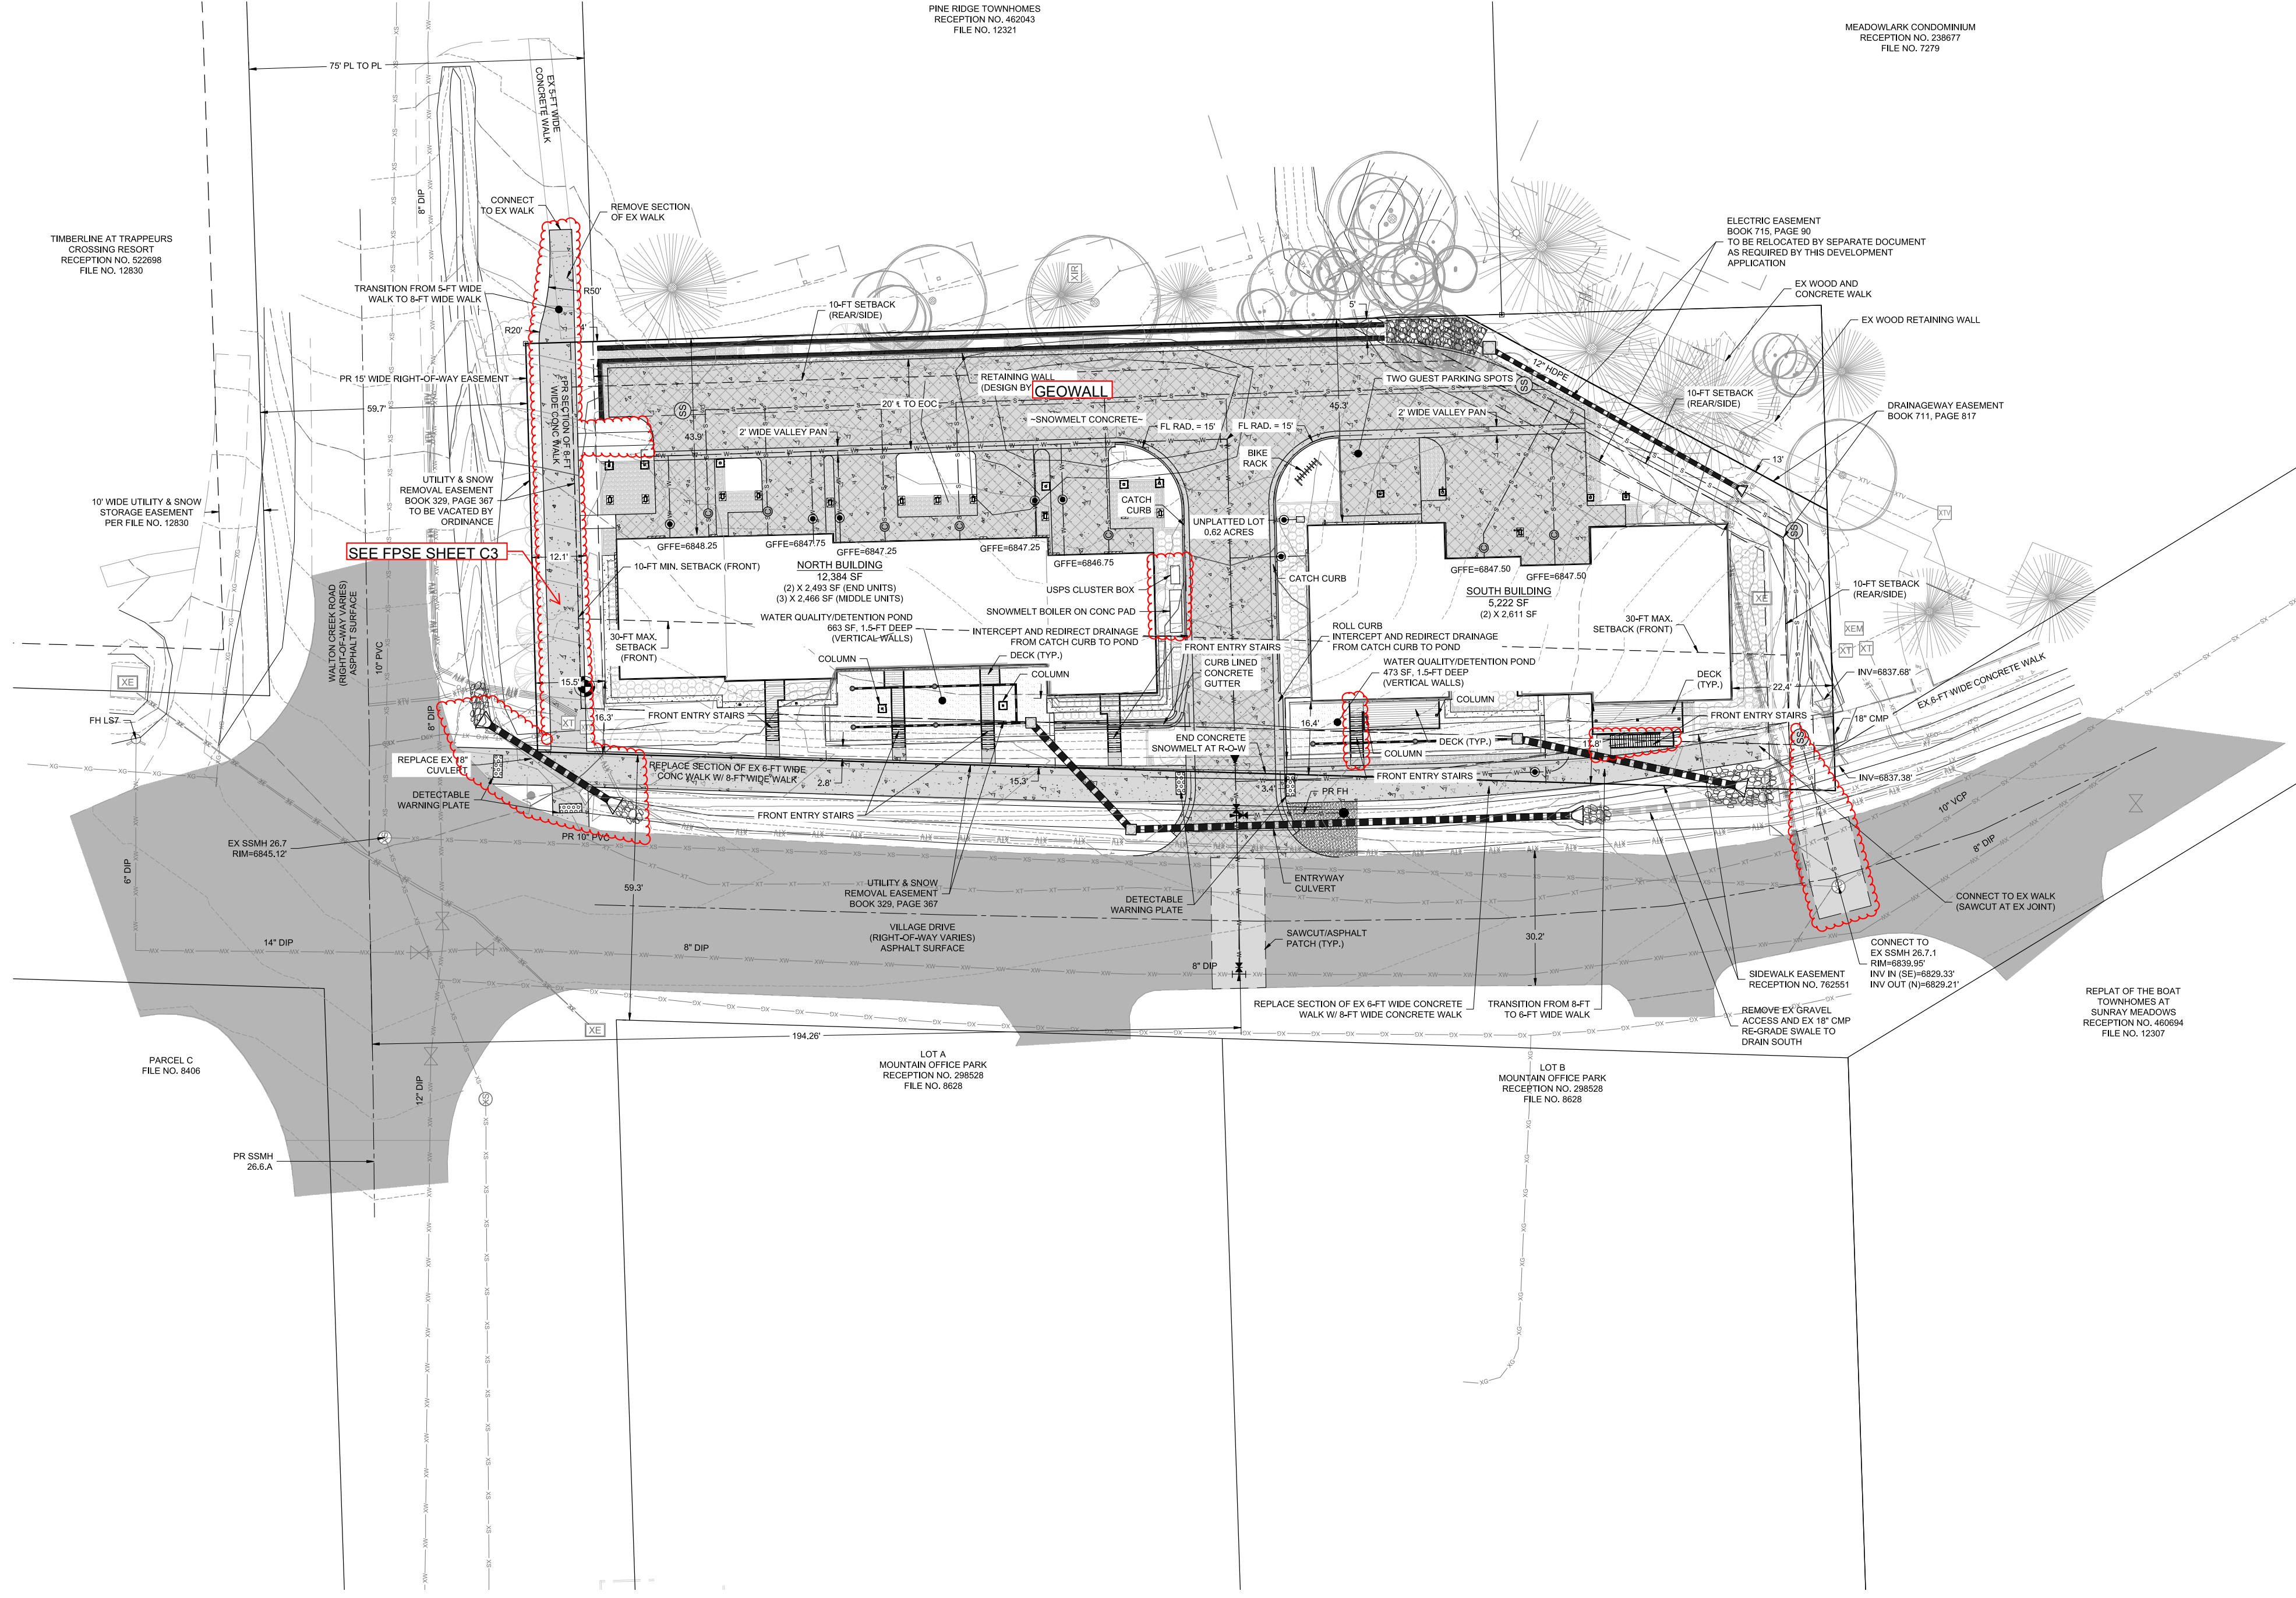 PINE RIDGE TOWNHOMES
RECEPTION NO. 462043
FILE NO. 12321
MEADOWLARK CONDOMINIUM
RECEPTION NO. 238677
FILE NO. 7279
75' PL TO PL
EX 5-FT WIDE
CONCRETE WALK
8" DIP
CONNECT
TO EX WALK
REMOVE SECTION
OF EX WALK
TIMBERLINE AT TRAPPEURS
CROSSING RESORT
RECEPTION NO. 522698
FILE NO. 12830
ELECTRIC EASEMENT
BOOK 715, PAGE 90
TO BE RELOCATED BY SEPARATE DOCUMENT
AS REQUIRED BY THIS DEVELOPMENT
APPLICATION
XIR
TRANSITION FROM 5-FT WIDE
WALK TO 8-FT WIDE WALK
R50'
R20'
4'
10-FT SETBACK
(REAR/SIDE)
5'
EX WOOD AND
CONCRETE WALK
EX WOOD RETAINING WALL
12" HDPE
PR 15' WIDE RIGHT-OF-WAY EASEMENT
59.7'
PR SECTION OF 8-FT
WIDE CONC WALK
RETAINING WALL
(DESIGN BY GEOWALL
TWO GUEST PARKING SPOTS
SS
SS
10-FT SETBACK
(REAR/SIDE)
DRAINAGEWAY EASEMENT
BOOK 711, PAGE 817
20' ℄ TO EOC
~SNOWMELT CONCRETE~
45.3'
43.9'
2' WIDE VALLEY PAN
2' WIDE VALLEY PAN
FL RAD. = 15'
FL RAD. = 15'
BIKE
RACK
13'
UTILITY & SNOW
REMOVAL EASEMENT
BOOK 329, PAGE 367
TO BE VACATED BY
ORDINANCE
10' WIDE UTILITY & SNOW
STORAGE EASEMENT
PER FILE NO. 12830
CATCH
CURB
UNPLATTED LOT
0.62 ACRES
XTV
SS
SEE FPSE SHEET C3
12.1'
10-FT MIN. SETBACK (FRONT)
GFFE=6848.25
GFFE=6847.75
GFFE=6847.25
GFFE=6847.25
GFFE=6846.75
GFFE=6847.50
GFFE=6847.50
NORTH BUILDING
12,384 SF
(2) X 2,493 SF (END UNITS)
(3) X 2,466 SF (MIDDLE UNITS)
CATCH CURB
SOUTH BUILDING
5,222 SF
(2) X 2,611 SF
USPS CLUSTER BOX
SNOWMELT BOILER ON CONC PAD
10-FT SETBACK
(REAR/SIDE)
XE
XEM
XT
XT
WALTON CREEK ROAD
(RIGHT-OF-WAY VARIES)
ASPHALT SURFACE
10" PVC
30-FT MAX.
SETBACK
(FRONT)
WATER QUALITY/DETENTION POND
663 SF, 1.5-FT DEEP
(VERTICAL WALLS)
INTERCEPT AND REDIRECT DRAINAGE
FROM CATCH CURB TO POND
ROLL CURB
INTERCEPT AND REDIRECT DRAINAGE
FROM CATCH CURB TO POND
30-FT MAX.
SETBACK (FRONT)
FRONT ENTRY STAIRS
COLUMN
DECK (TYP.)
COLUMN
CURB LINED
CONCRETE
GUTTER
WATER QUALITY/DETENTION POND
473 SF, 1.5-FT DEEP
(VERTICAL WALLS)
COLUMN
DECK
(TYP.)
22.4'
INV=6837.68'
EX 6-FT WIDE CONCRETE WALK
XE
15.5'
FH LS7
8" DIP
XT
16.3'
FRONT ENTRY STAIRS
16.4'
FRONT ENTRY STAIRS
18" CMP
END CONCRETE
SNOWMELT AT R-O-W
DECK (TYP.)
COLUMN
SS
REPLACE EX 18"
CULVERT
REPLACE SECTION OF EX 6-FT WIDE
CONC WALK W/ 8-FT WIDE WALK
2.8'
15.3'
3.4'
FRONT ENTRY STAIRS
INV=6837.38'
DETECTABLE
WARNING PLATE
FRONT ENTRY STAIRS
PR FH
10" VCP
8" DIP
PR 10" PVC
EX SSMH 26.7
RIM=6845.12'
6" DIP
59.3'
UTILITY & SNOW
REMOVAL EASEMENT
BOOK 329, PAGE 367
DETECTABLE
WARNING PLATE
ENTRYWAY
CULVERT
CONNECT TO EX WALK
(SAWCUT AT EX JOINT)
VILLAGE DRIVE
(RIGHT-OF-WAY VARIES)
ASPHALT SURFACE
SAWCUT/ASPHALT
PATCH (TYP.)
30.2'
14" DIP
8" DIP
8" DIP
CONNECT TO
EX SSMH 26.7.1
RIM=6839.95'
INV IN (SE)=6829.33'
INV OUT (N)=6829.21'
SIDEWALK EASEMENT
RECEPTION NO. 762551
REPLACE SECTION OF EX 6-FT WIDE CONCRETE
WALK W/ 8-FT WIDE CONCRETE WALK
TRANSITION FROM 8-FT
TO 6-FT WIDE WALK
REMOVE EX GRAVEL
ACCESS AND EX 18" CMP
RE-GRADE SWALE TO
DRAIN SOUTH
REPLAT OF THE BOAT
TOWNHOMES AT
SUNRAY MEADOWS
RECEPTION NO. 460694
FILE NO. 12307
XE
194.26'
PARCEL C
FILE NO. 8406
LOT A
MOUNTAIN OFFICE PARK
RECEPTION NO. 298528
FILE NO. 8628
LOT B
MOUNTAIN OFFICE PARK
RECEPTION NO. 298528
FILE NO. 8628
12" DIP
PR SSMH
26.6.A